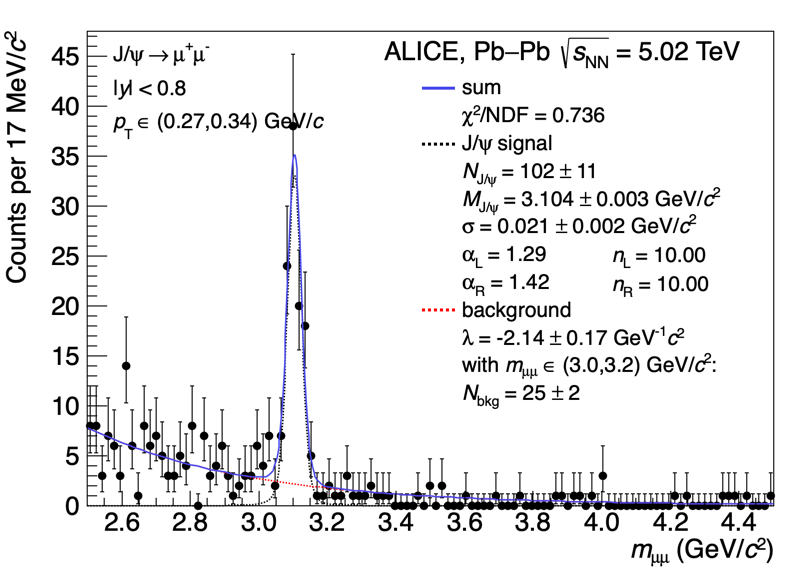 Counts per 17 MeV/c²
45
40
35
30
25
20
15
10
5
0
J/ψ → μ⁺μ⁻
|y| < 0.8
p_T ∈ (0.27,0.34) GeV/c
ALICE, Pb−Pb √s_NN = 5.02 TeV
sum
χ²/NDF = 0.736
J/ψ signal
N_J/ψ = 102 ± 11
M_J/ψ = 3.104 ± 0.003 GeV/c²
σ = 0.021 ± 0.002 GeV/c²
α_L = 1.29 n_L = 10.00
α_R = 1.42 n_R = 10.00
background
λ = -2.14 ± 0.17 GeV⁻¹c²
with m_μμ ∈ (3.0,3.2) GeV/c²:
N_bkg = 25 ± 2
2.6 2.8 3.0 3.2 3.4 3.6 3.8 4.0 4.2 4.4
m_μμ (GeV/c²)